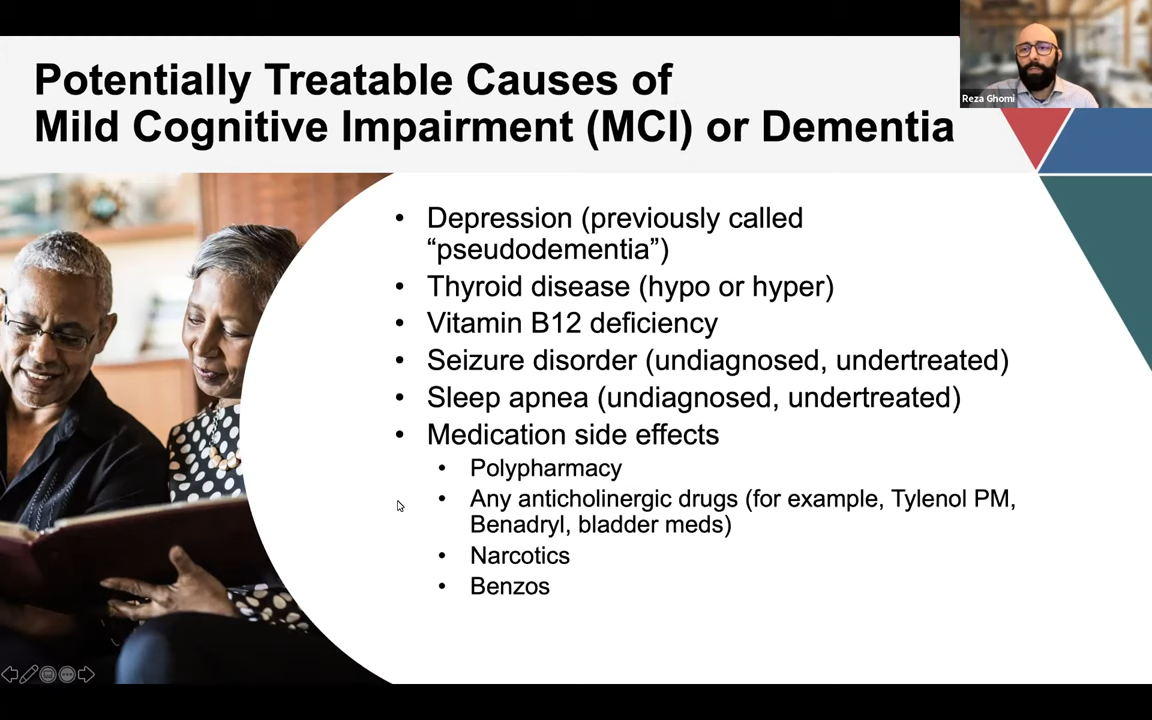 Potentially Treatable Causes of
Mild Cognitive Impairment (MCI) or Dementia
Reza Ghomi
• Depression (previously called
“pseudodementia”)
• Thyroid disease (hypo or hyper)
• Vitamin B12 deficiency
• Seizure disorder (undiagnosed, undertreated)
• Sleep apnea (undiagnosed, undertreated)
• Medication side effects
• Polypharmacy
• Any anticholinergic drugs (for example, Tylenol PM,
Benadryl, bladder meds)
• Narcotics
• Benzos